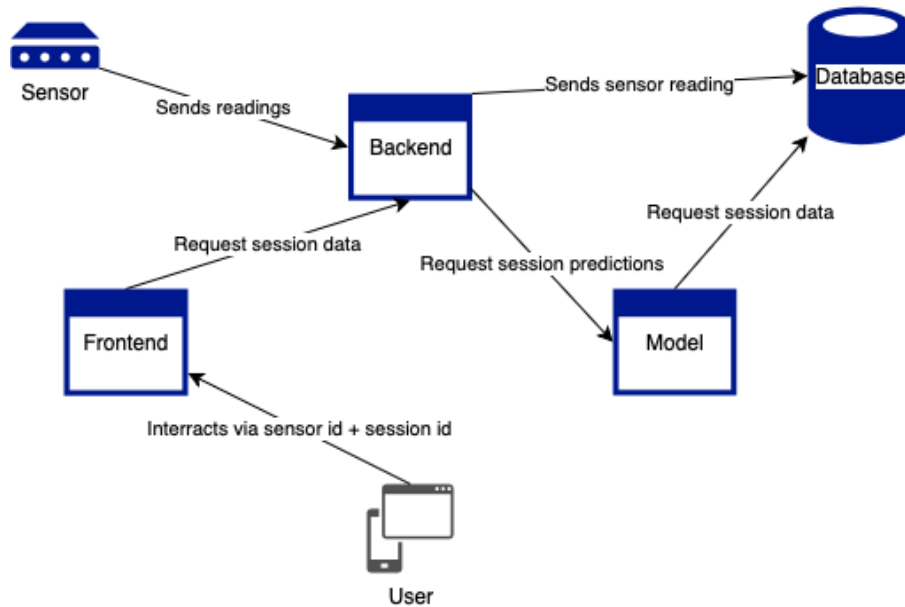 Sensor
Sends readings
Backend
Sends sensor reading
Database
Request session data
Request session data
Request session predictions
Frontend
Model
Interracts via sensor id + session id
User